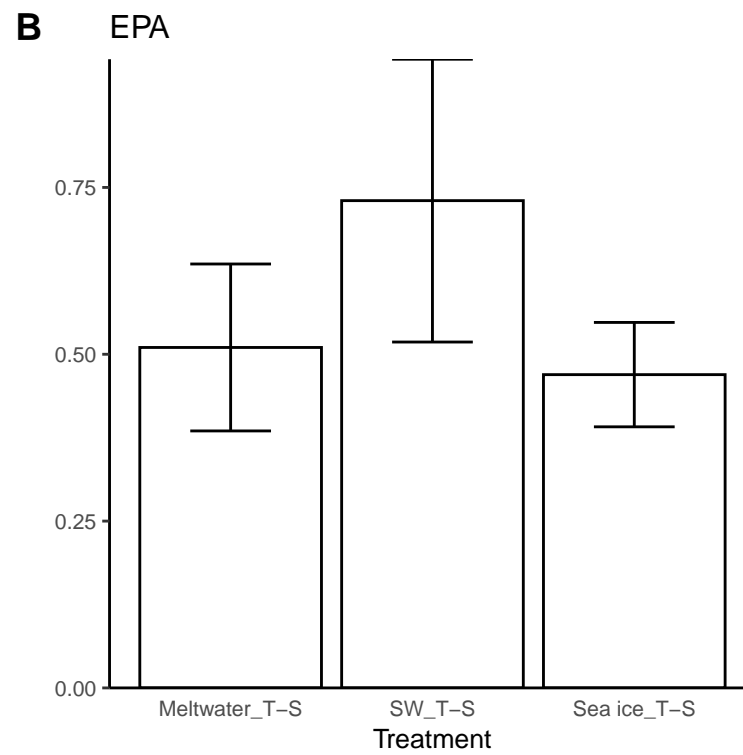 B EPA
0.75
0.50
0.25
0.00
Meltwater_T−S SW_T−S Sea ice_T−S
Treatment